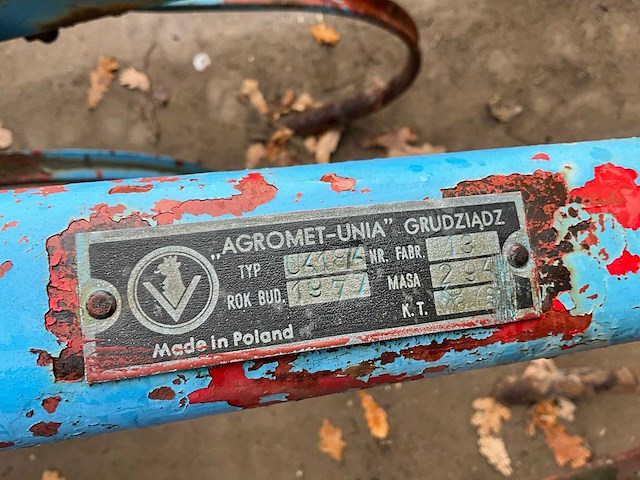 „AGROMET-UNIA” GRUDZIĄDZ
TYP NR. FABR. 13
ROK BUD. 1977 MASA 294
K.T.
Made in Poland